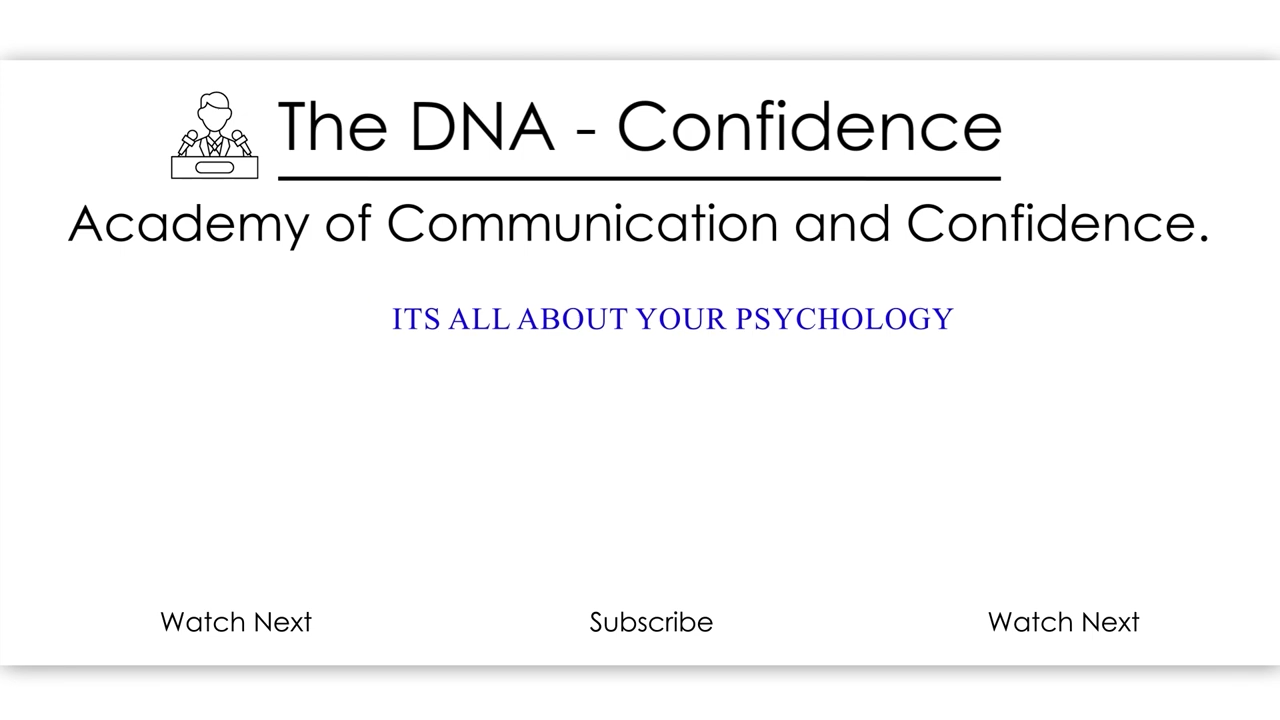 The DNA - Confidence
Academy of Communication and Confidence.
ITS ALL ABOUT YOUR PSYCHOLOGY
Watch Next
Subscribe
Watch Next